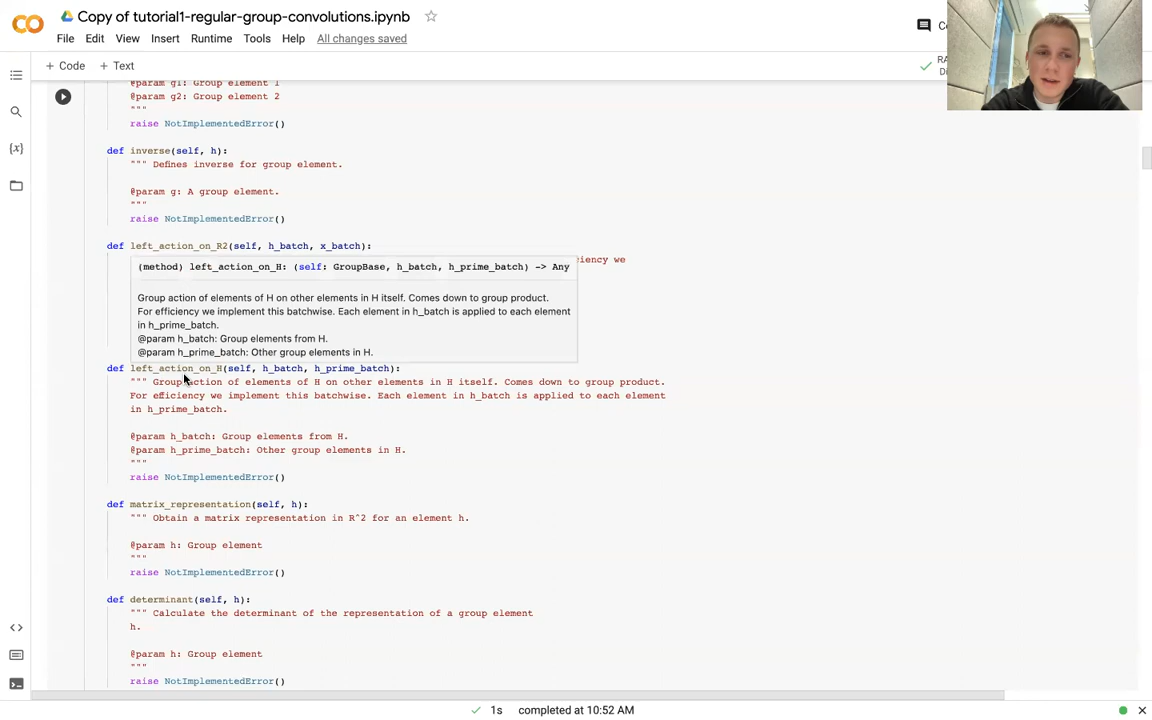 Copy of tutorial1-regular-group-convolutions.ipynb
File Edit View Insert Runtime Tools Help All changes saved
+ Code + Text
@param g1: Group element 1
@param g2: Group element 2
"""
raise NotImplementedError()
def inverse(self, h):
""" Defines inverse for group element.
@param g: A group element.
"""
raise NotImplementedError()
def left_action_on_R2(self, h_batch, x_batch):
iciency we
(method) left_action_on_H: (self: GroupBase, h_batch, h_prime_batch) -> Any
Group action of elements of H on other elements in H itself. Comes down to group product.
For efficiency we implement this batchwise. Each element in h_batch is applied to each element
in h_prime_batch.
@param h_batch: Group elements from H.
@param h_prime_batch: Other group elements in H.
def left_action_on_H(self, h_batch, h_prime_batch):
""" Group action of elements of H on other elements in H itself. Comes down to group product.
For efficiency we implement this batchwise. Each element in h_batch is applied to each element
in h_prime_batch.
@param h_batch: Group elements from H.
@param h_prime_batch: Other group elements in H.
"""
raise NotImplementedError()
def matrix_representation(self, h):
""" Obtain a matrix representation in R^2 for an element h.
@param h: Group element
"""
raise NotImplementedError()
def determinant(self, h):
""" Calculate the determinant of the representation of a group element
h.
@param h: Group element
"""
raise NotImplementedError()
1s completed at 10:52 AM